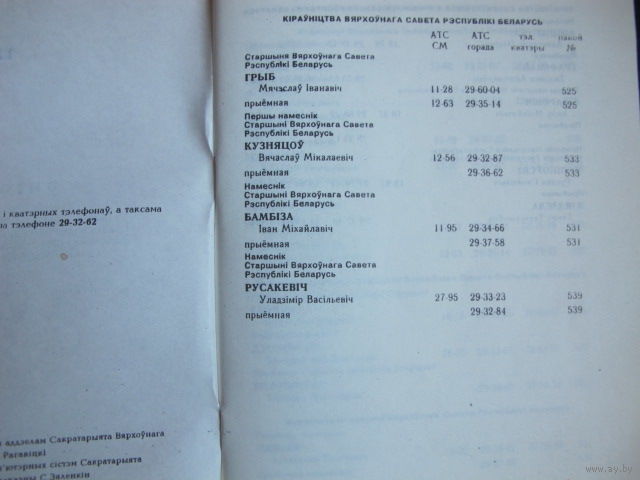 КІРАЎНІЦТВА ВЯРХОЎНАГА САВЕТА РЭСПУБЛІКІ БЕЛАРУСЬ
АТС СМ АТС горада тэл. кватэры пакой №
Старшыня Вярхоўнага Савета
Рэспублікі Беларусь
ГРЫБ
Мячэслаў Іванавіч 11-28 29-60-04 525
прыёмная 12-63 29-35-14 525
Першы намеснік
Старшыні Вярхоўнага Савета
Рэспублікі Беларусь
КУЗНЯЦОЎ
Вячаслаў Мікалаевіч 12-56 29-32-87 533
прыёмная 29-36-62 533
Намеснік
Старшыні Вярхоўнага Савета
Рэспублікі Беларусь
БАМБІЗА
Іван Міхайлавіч 11-95 29-34-66 531
прыёмная 29-37-58 531
Намеснік
Старшыні Вярхоўнага Савета
Рэспублікі Беларусь
РУСАКЕВІЧ
Уладзімір Васільевіч 27-95 29-33-23 539
прыёмная 29-32-84 539
і кватэрных тэлефонаў, а таксама
па тэлефоне 29-32-62
аддзелам Сакратарыята Вярхоўнага
Рагавіцкі
сістэм Сакратарыята
www.ay.by